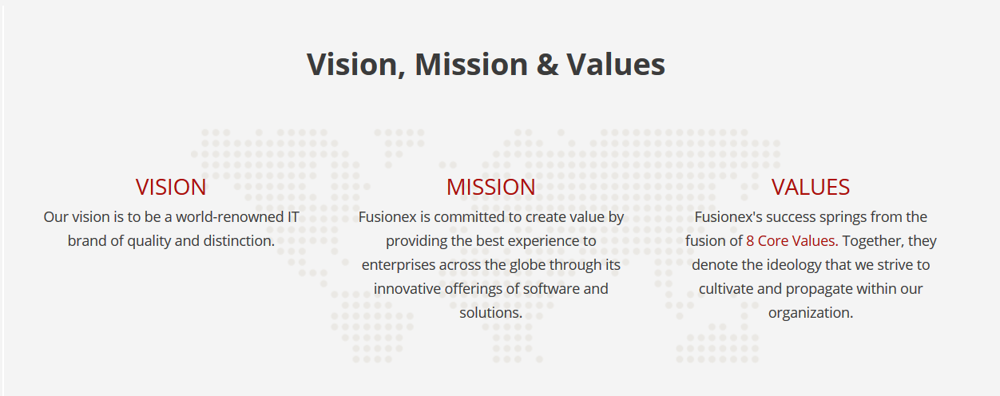 Vision, Mission & Values
VISION
Our vision is to be a world-renowned IT
brand of quality and distinction.
MISSION
Fusionex is committed to create value by
providing the best experience to
enterprises across the globe through its
innovative offerings of software and
solutions.
VALUES
Fusionex's success springs from the
fusion of 8 Core Values. Together, they
denote the ideology that we strive to
cultivate and propagate within our
organization.